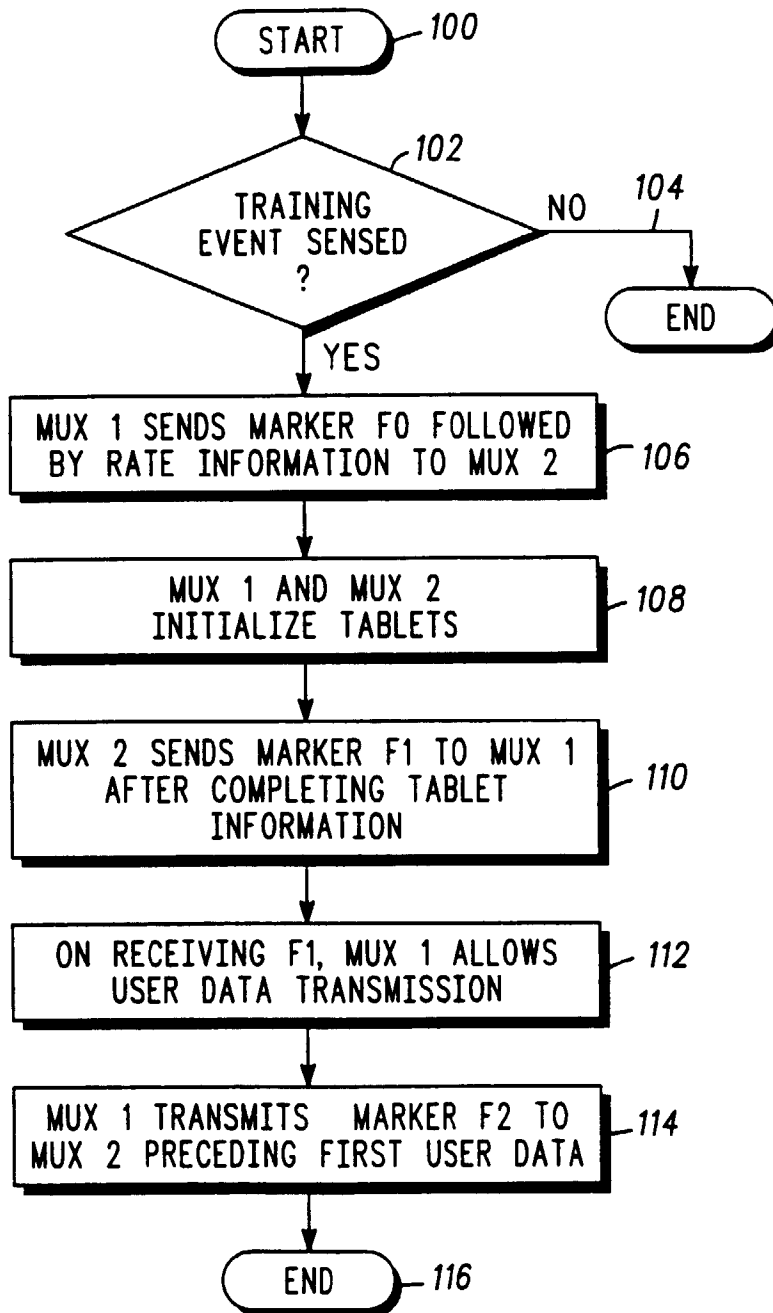 START
100
102
TRAINING
EVENT SENSED
?
NO
104
END
YES
MUX 1 SENDS MARKER F0 FOLLOWED
BY RATE INFORMATION TO MUX 2
106
MUX 1 AND MUX 2
INITIALIZE TABLETS
108
MUX 2 SENDS MARKER F1 TO MUX 1
AFTER COMPLETING TABLET
INFORMATION
110
ON RECEIVING F1, MUX 1 ALLOWS
USER DATA TRANSMISSION
112
MUX 1 TRANSMITS MARKER F2 TO
MUX 2 PRECEDING FIRST USER DATA
114
END
116